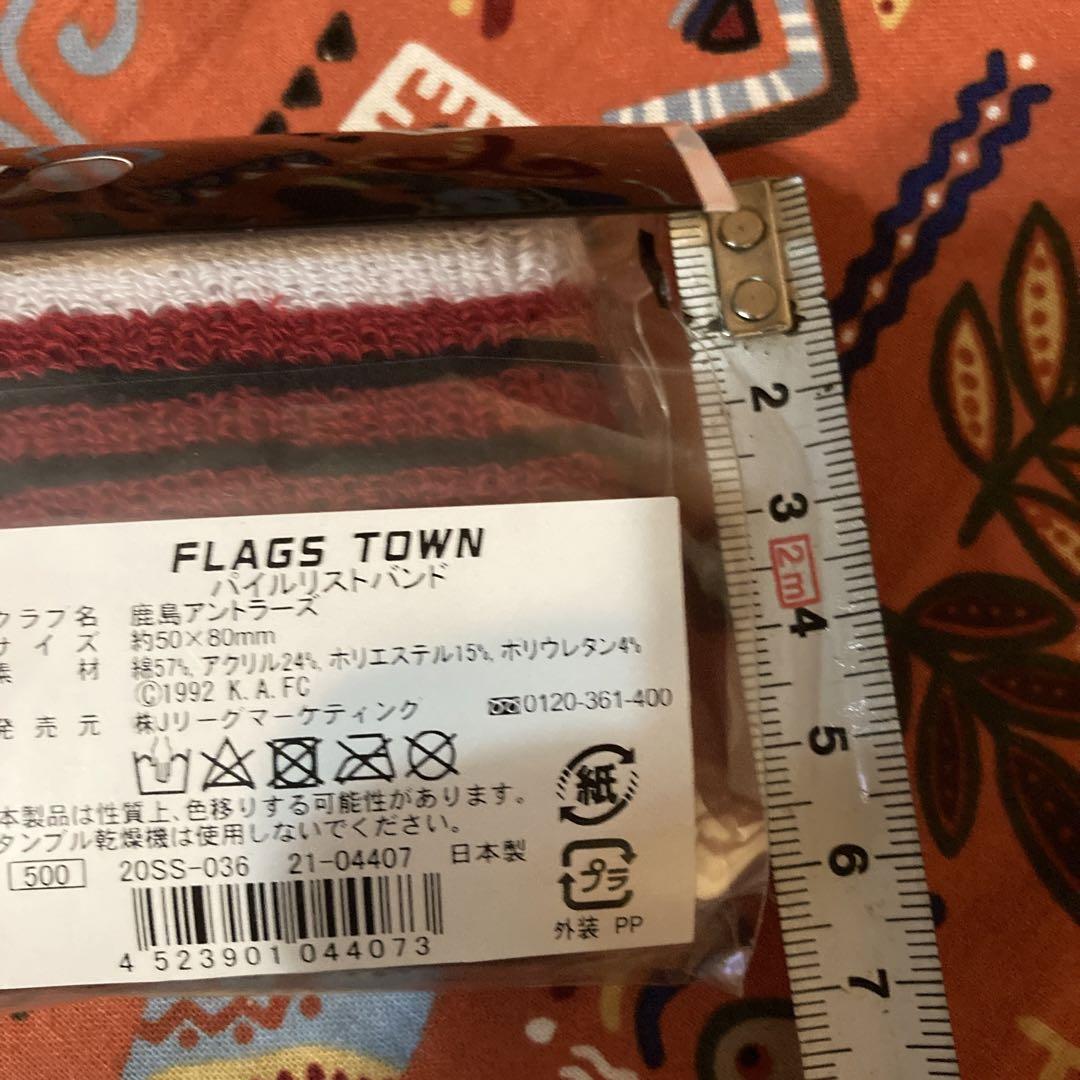 FLAGS TOWN
パイルリストバンド
クラブ名 鹿島アントラーズ
サイズ 約50×80mm
素材 綿57%, アクリル24%, ポリエステル15%, ポリウレタン4%
©1992 K.A.FC
発売元 ㈱Jリーグマーケティング 0120-361-400
本製品は性質上、色移りする可能性があります。
タンブル乾燥機は使用しないでください。
500 20SS-036 21-04407 日本製
4 523901 044073
紙
プラ
外装 PP
2
3
2m
4
5
6
7